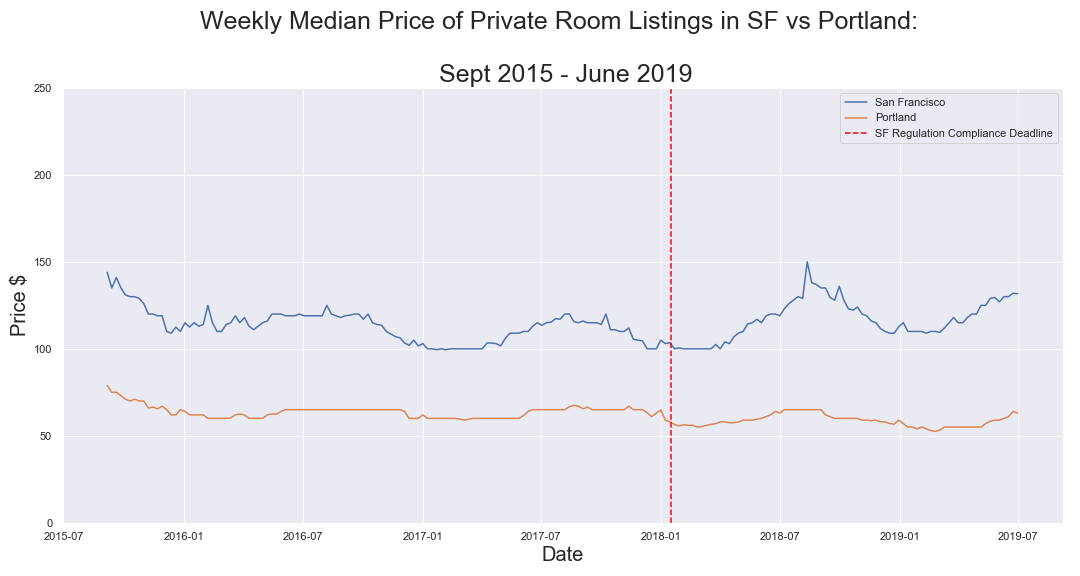 Weekly Median Price of Private Room Listings in SF vs Portland:
Sept 2015 - June 2019
250
200
150
100
50
0
Price $
San Francisco
Portland
SF Regulation Compliance Deadline
2015-07
2016-01
2016-07
2017-01
2017-07
2018-01
2018-07
2019-01
2019-07
Date